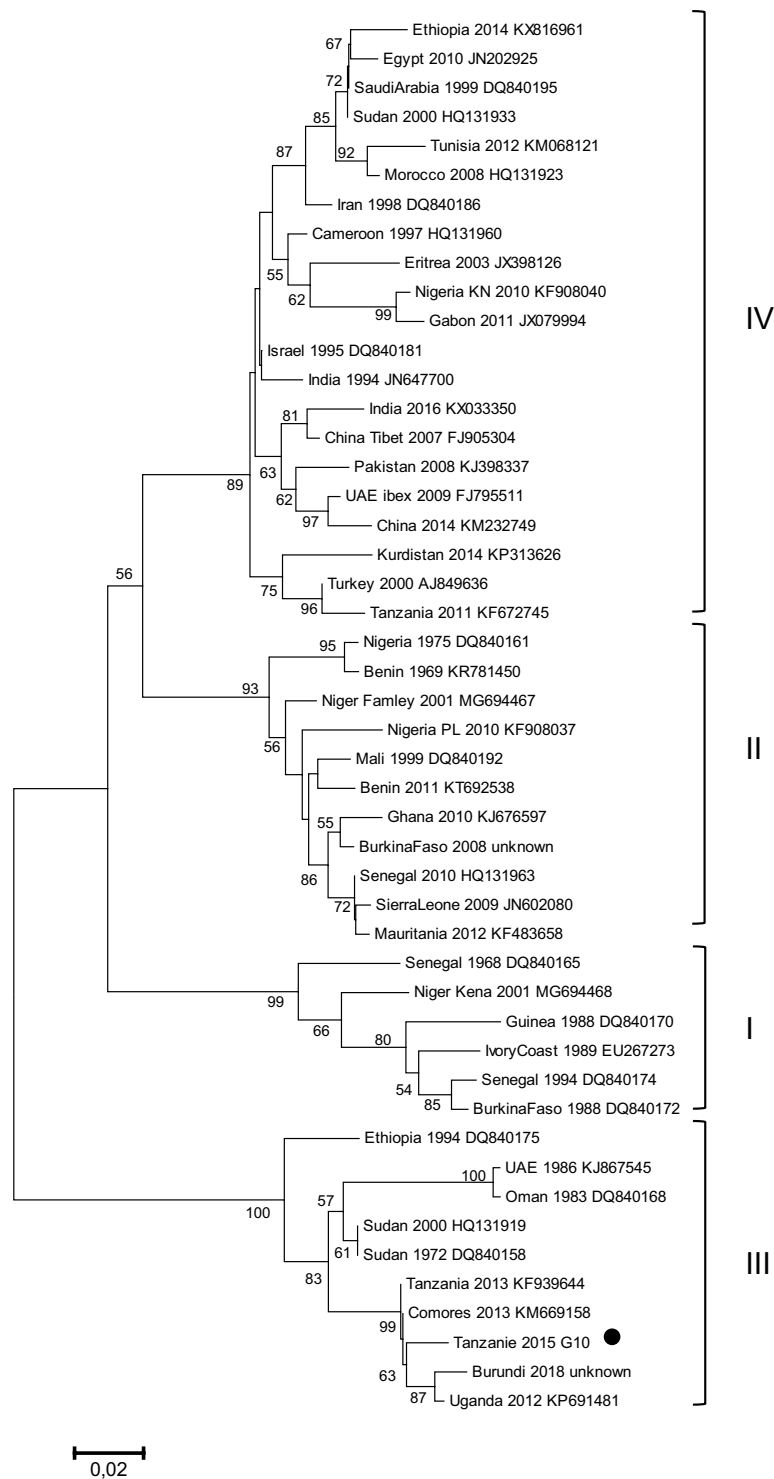 Ethiopia 2014 KX816961
67
Egypt 2010 JN202925
72
SaudiArabia 1999 DQ840195
Sudan 2000 HQ131933
85
Tunisia 2012 KM068121
87
92
Morocco 2008 HQ131923
Iran 1998 DQ840186
Cameroon 1997 HQ131960
Eritrea 2003 JX398126
55
Nigeria KN 2010 KF908040
62
99
Gabon 2011 JX079994
IV
Israel 1995 DQ840181
India 1994 JN647700
India 2016 KX033350
81
China Tibet 2007 FJ905304
63
Pakistan 2008 KJ398337
89
62
UAE ibex 2009 FJ795511
97
China 2014 KM232749
Kurdistan 2014 KP313626
56
75
Turkey 2000 AJ849636
96
Tanzania 2011 KF672745
Nigeria 1975 DQ840161
95
Benin 1969 KR781450
93
Niger Famley 2001 MG694467
Nigeria PL 2010 KF908037
56
II
Mali 1999 DQ840192
Benin 2011 KT692538
Ghana 2010 KJ676597
55
BurkinaFaso 2008 unknown
86
Senegal 2010 HQ131963
72
SierraLeone 2009 JN602080
Mauritania 2012 KF483658
Senegal 1968 DQ840165
99
Niger Kena 2001 MG694468
Guinea 1988 DQ840170
66
I
80
IvoryCoast 1989 EU267273
Senegal 1994 DQ840174
54
85
BurkinaFaso 1988 DQ840172
Ethiopia 1994 DQ840175
UAE 1986 KJ867545
100
Oman 1983 DQ840168
57
100
Sudan 2000 HQ131919
61
Sudan 1972 DQ840158
III
83
Tanzania 2013 KF939644
Comores 2013 KM669158
99
Tanzanie 2015 G10
63
Burundi 2018 unknown
87
Uganda 2012 KP691481
0,02